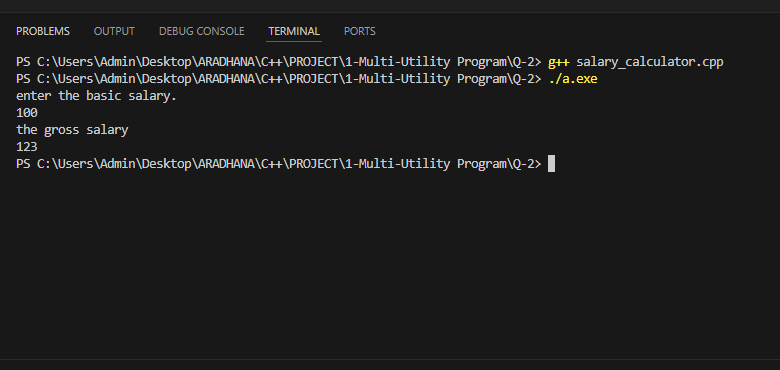 PROBLEMS OUTPUT DEBUG CONSOLE TERMINAL PORTS
PS C:\Users\Admin\Desktop\ARADHANA\C++\PROJECT\1-Multi-Utility Program\Q-2> g++ salary_calculator.cpp
PS C:\Users\Admin\Desktop\ARADHANA\C++\PROJECT\1-Multi-Utility Program\Q-2> ./a.exe
enter the basic salary.
100
the gross salary
123
PS C:\Users\Admin\Desktop\ARADHANA\C++\PROJECT\1-Multi-Utility Program\Q-2>